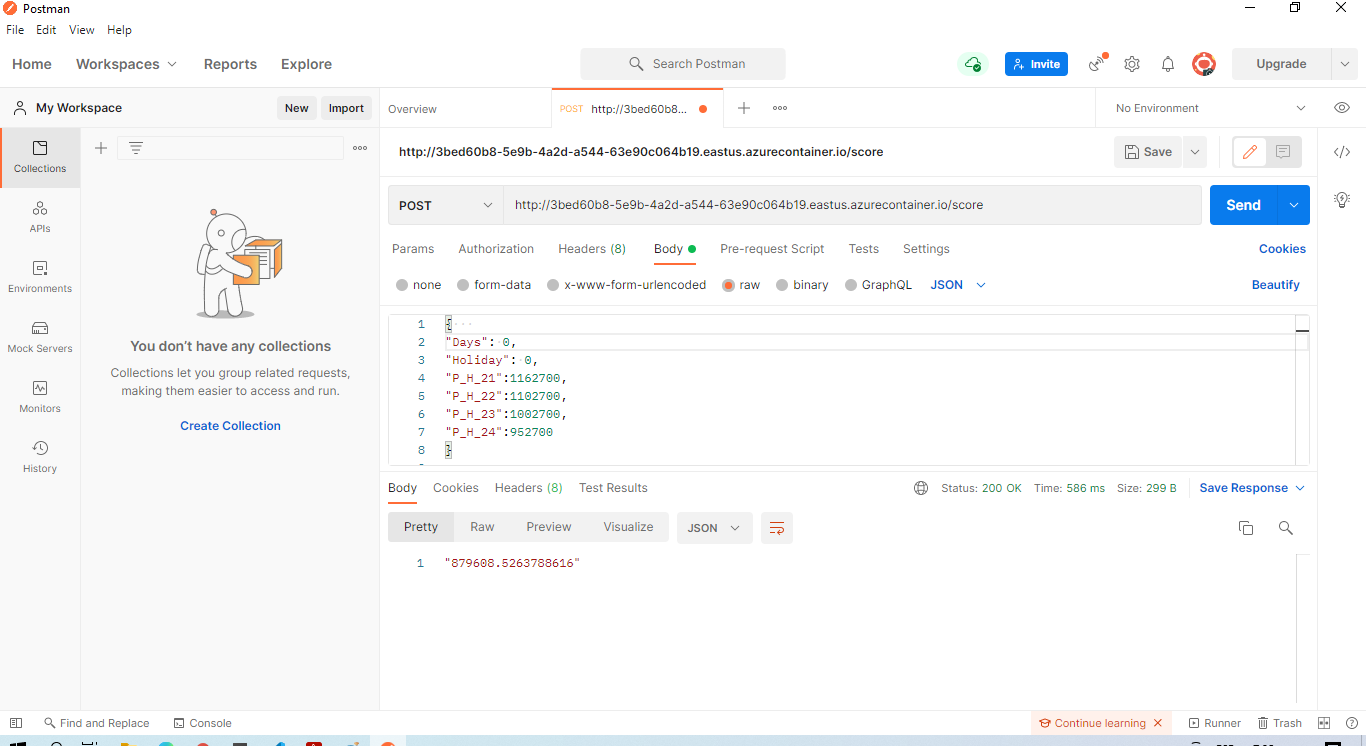 Postman
File Edit View Help
Home Workspaces Reports Explore Search Postman Invite Upgrade
My Workspace New Import Overview POST http://3bed60b8... No Environment
Collections
APIs
Environments
Mock Servers
Monitors
History
You don't have any collections
Collections let you group related requests,
making them easier to access and run.
Create Collection
http://3bed60b8-5e9b-4a2d-a544-63e90c064b19.eastus.azurecontainer.io/score Save
POST http://3bed60b8-5e9b-4a2d-a544-63e90c064b19.eastus.azurecontainer.io/score Send
Params Authorization Headers (8) Body Pre-request Script Tests Settings Cookies
none form-data x-www-form-urlencoded raw binary GraphQL JSON Beautify
1 {
2 "Days": 0,
3 "Holiday": 0,
4 "P_H_21":1162700,
5 "P_H_22":1102700,
6 "P_H_23":1002700,
7 "P_H_24":952700
8 }
Body Cookies Headers (8) Test Results Status: 200 OK Time: 586 ms Size: 299 B Save Response
Pretty Raw Preview Visualize JSON
1 "879608.5263788616"
Find and Replace Console Continue learning Runner Trash